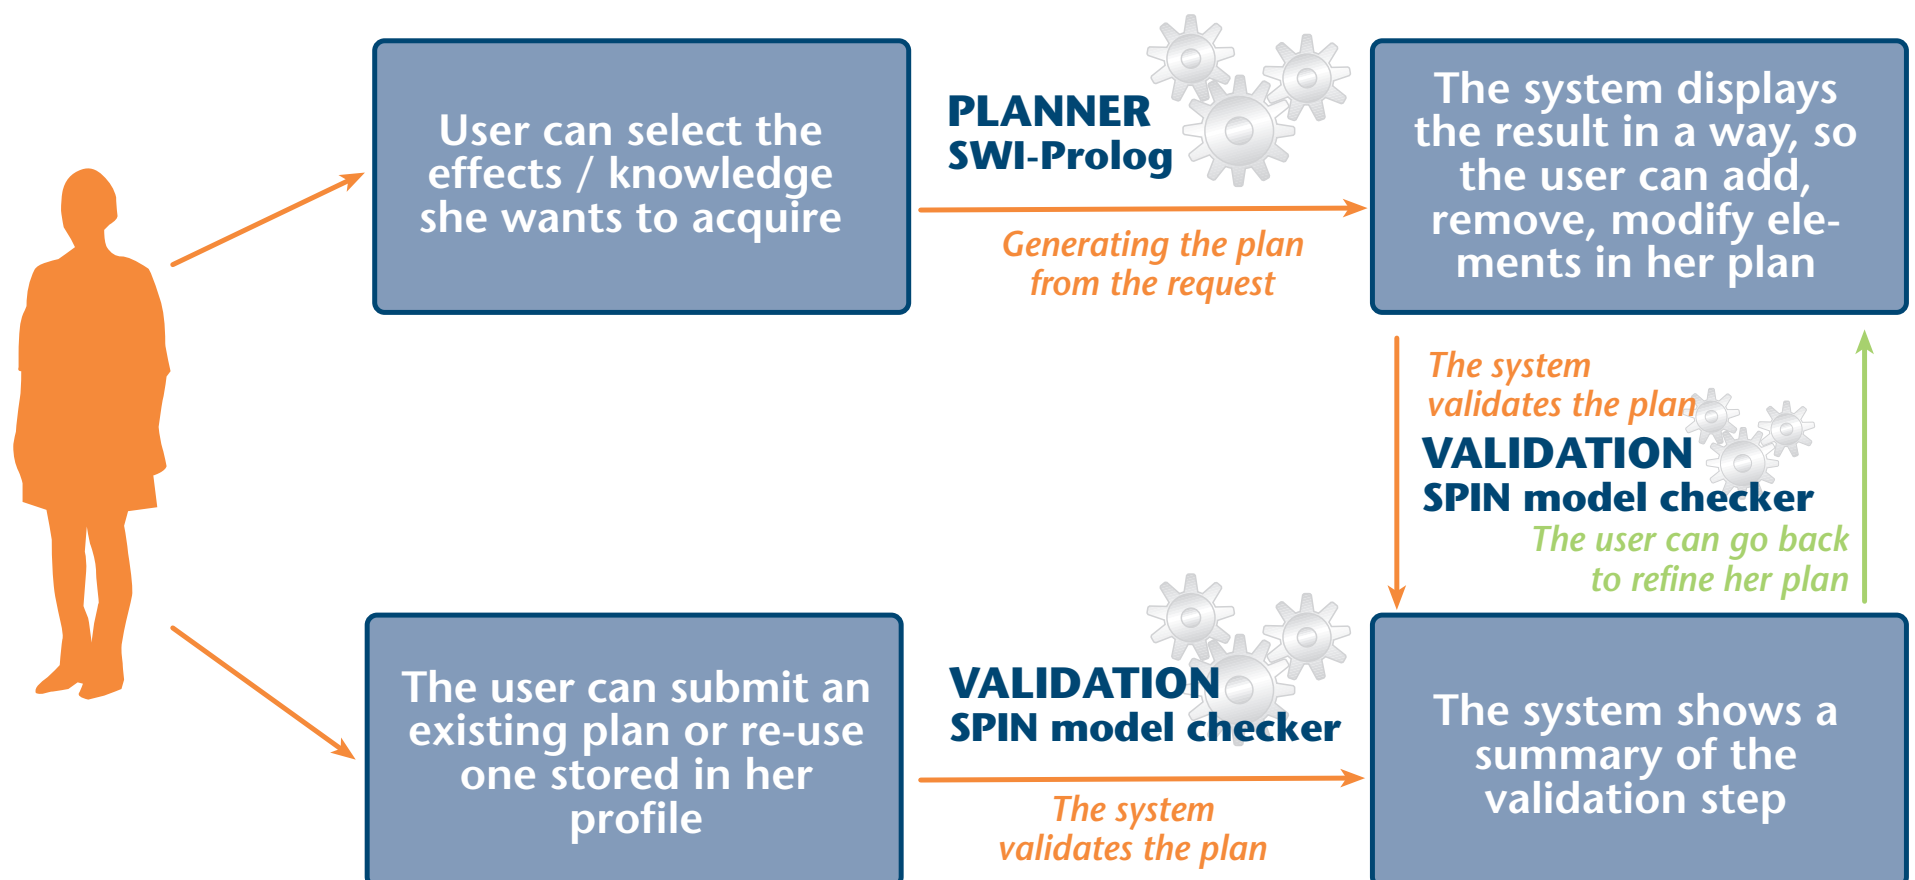 User can select the
effects / knowledge
she wants to acquire
PLANNER
SWI-Prolog
Generating the plan
from the request
The system displays
the result in a way, so
the user can add,
remove, modify ele-
ments in her plan
The system
validates the plan
VALIDATION
SPIN model checker
The user can go back
to refine her plan
The user can submit an
existing plan or re-use
one stored in her
profile
VALIDATION
SPIN model checker
The system
validates the plan
The system shows a
summary of the
validation step